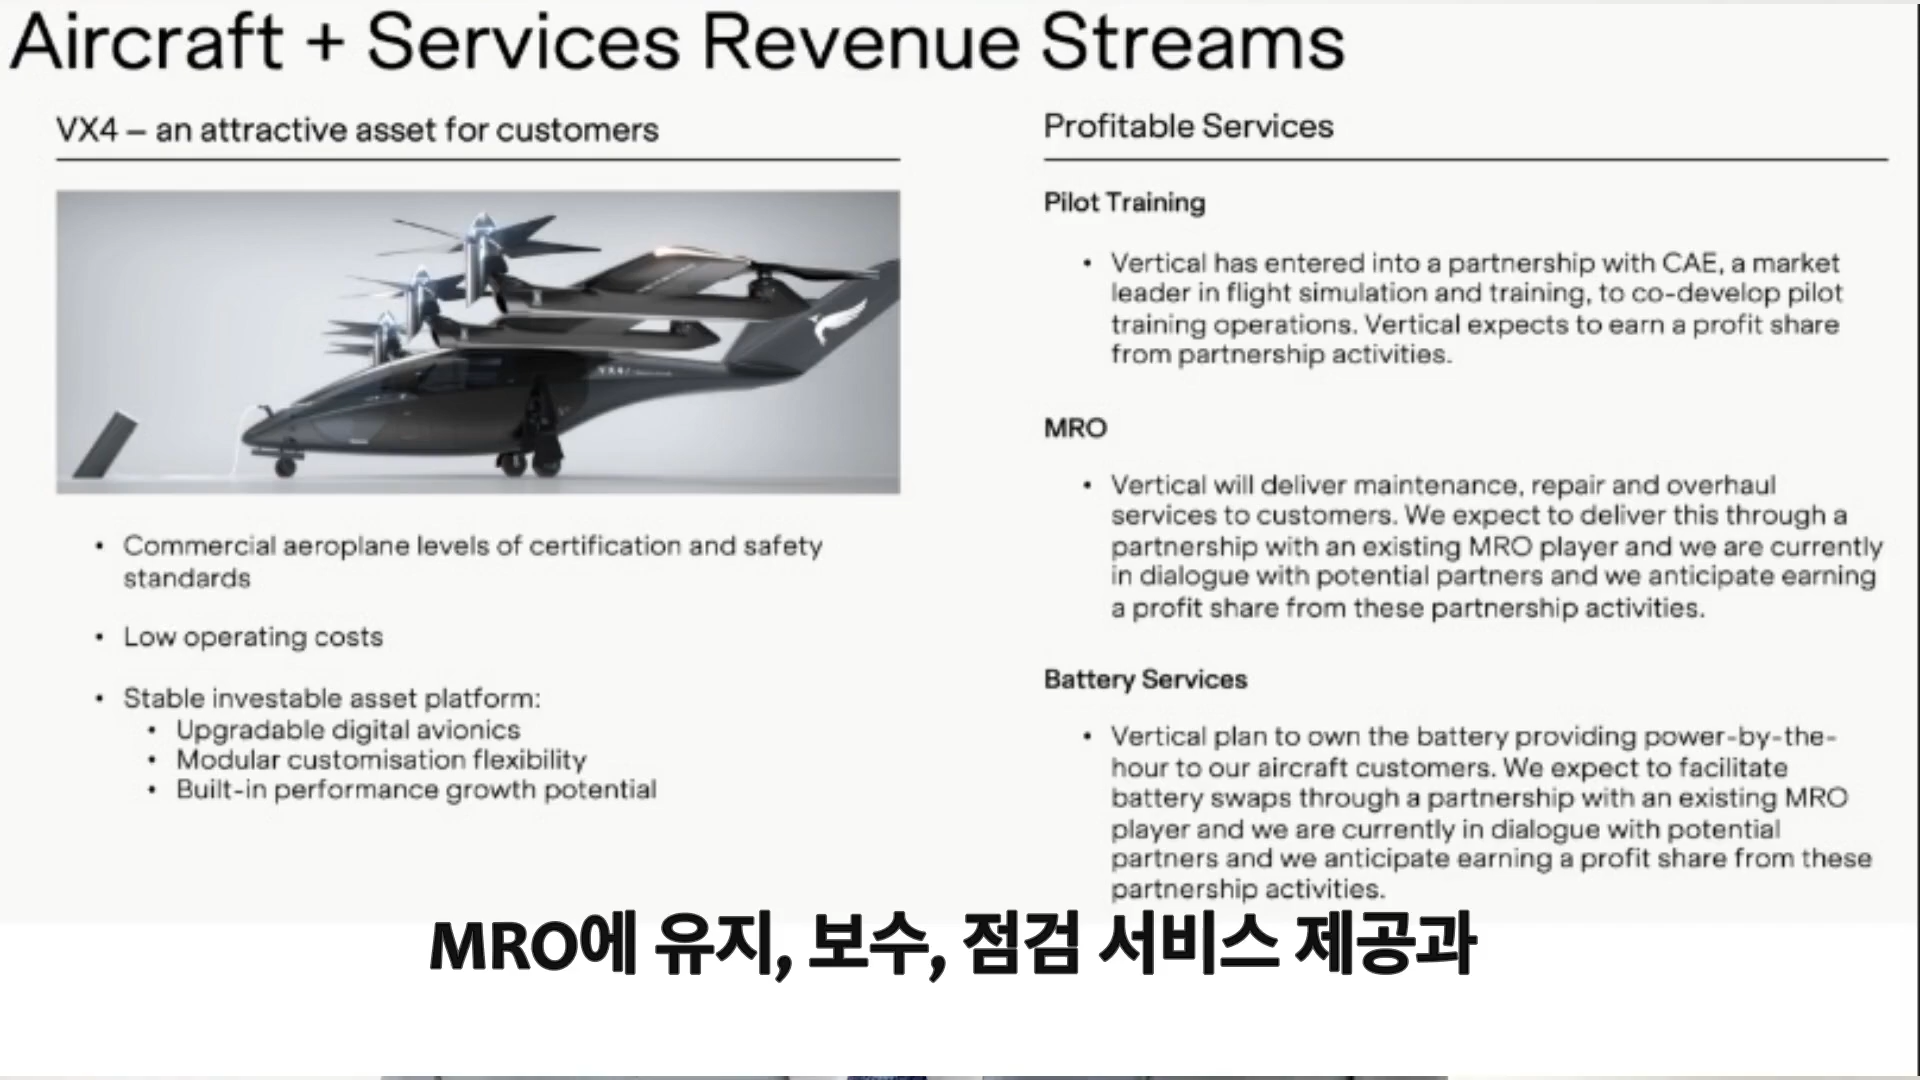 Aircraft + Services Revenue Streams
VX4 – an attractive asset for customers
VX4
• Commercial aeroplane levels of certification and safety
standards
• Low operating costs
• Stable investable asset platform:
• Upgradable digital avionics
• Modular customisation flexibility
• Built-in performance growth potential
Profitable Services
Pilot Training
• Vertical has entered into a partnership with CAE, a market
leader in flight simulation and training, to co-develop pilot
training operations. Vertical expects to earn a profit share
from partnership activities.
MRO
• Vertical will deliver maintenance, repair and overhaul
services to customers. We expect to deliver this through a
partnership with an existing MRO player and we are currently
in dialogue with potential partners and we anticipate earning
a profit share from these partnership activities.
Battery Services
• Vertical plan to own the battery providing power-by-the-
hour to our aircraft customers. We expect to facilitate
battery swaps through a partnership with an existing MRO
player and we are currently in dialogue with potential
partners and we anticipate earning a profit share from these
partnership activities.
MRO에 유지, 보수, 점검 서비스 제공과